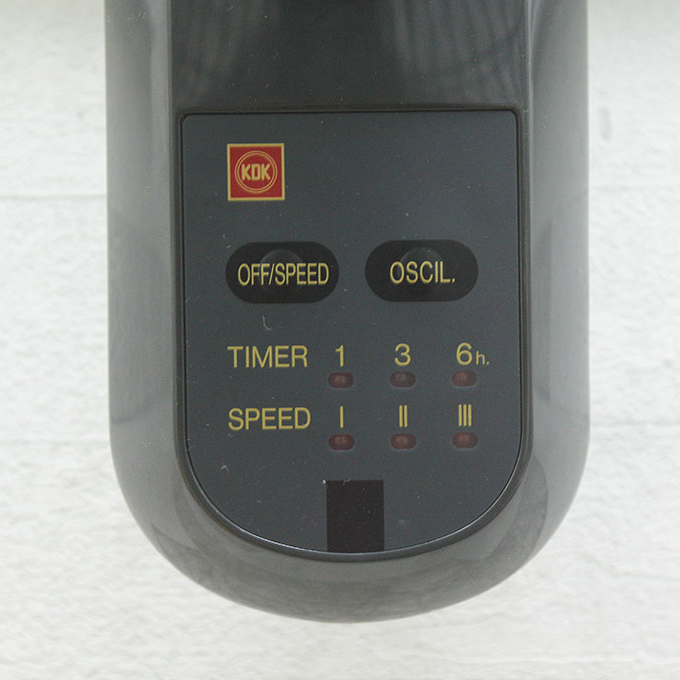 KDK
OFF/SPEED OSCIL.
TIMER 1 3 6h.
SPEED I II III